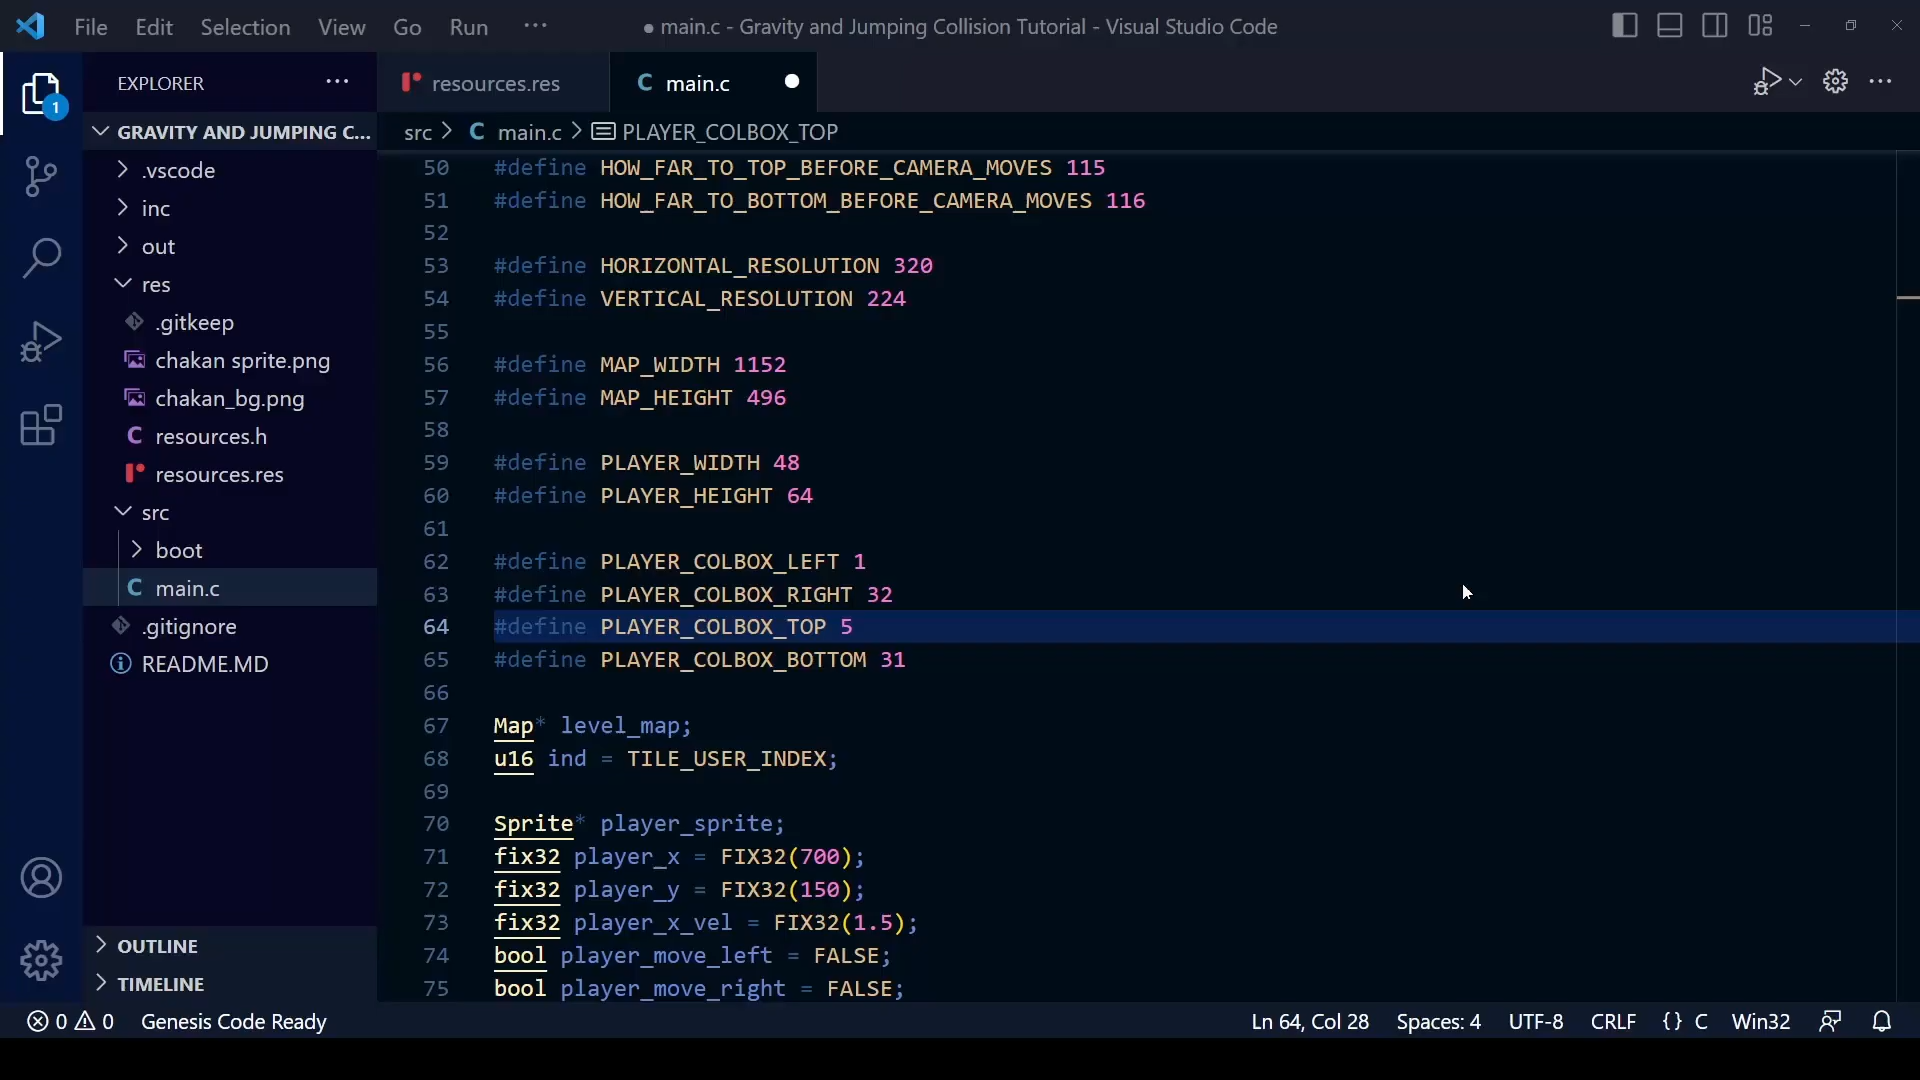 File Edit Selection View Go Run ··· ● main.c - Gravity and Jumping Collision Tutorial - Visual Studio Code
EXPLORER ···
1
GRAVITY AND JUMPING C...
.vscode
inc
out
res
.gitkeep
chakan sprite.png
chakan_bg.png
resources.h
resources.res
src
boot
main.c
.gitignore
README.MD
OUTLINE
TIMELINE
resources.res main.c
src > C main.c > PLAYER_COLBOX_TOP
50 #define HOW_FAR_TO_TOP_BEFORE_CAMERA_MOVES 115
51 #define HOW_FAR_TO_BOTTOM_BEFORE_CAMERA_MOVES 116
52
53 #define HORIZONTAL_RESOLUTION 320
54 #define VERTICAL_RESOLUTION 224
55
56 #define MAP_WIDTH 1152
57 #define MAP_HEIGHT 496
58
59 #define PLAYER_WIDTH 48
60 #define PLAYER_HEIGHT 64
61
62 #define PLAYER_COLBOX_LEFT 1
63 #define PLAYER_COLBOX_RIGHT 32
64 #define PLAYER_COLBOX_TOP 5
65 #define PLAYER_COLBOX_BOTTOM 31
66
67 Map* level_map;
68 u16 ind = TILE_USER_INDEX;
69
70 Sprite* player_sprite;
71 fix32 player_x = FIX32(700);
72 fix32 player_y = FIX32(150);
73 fix32 player_x_vel = FIX32(1.5);
74 bool player_move_left = FALSE;
75 bool player_move_right = FALSE;
0 0 Genesis Code Ready Ln 64, Col 28 Spaces: 4 UTF-8 CRLF {} C Win32